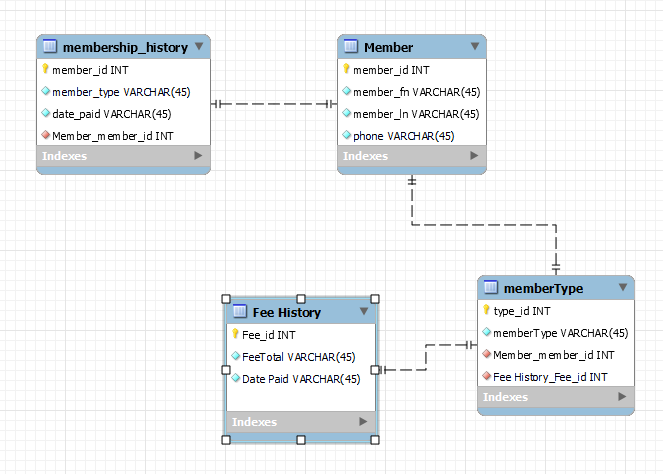 membership_history
member_id INT
member_type VARCHAR(45)
date_paid VARCHAR(45)
Member_member_id INT
Indexes
Member
member_id INT
member_fn VARCHAR(45)
member_ln VARCHAR(45)
phone VARCHAR(45)
Indexes
Fee History
Fee_id INT
FeeTotal VARCHAR(45)
Date Paid VARCHAR(45)
Indexes
memberType
type_id INT
memberType VARCHAR(45)
Member_member_id INT
Fee History_Fee_id INT
Indexes